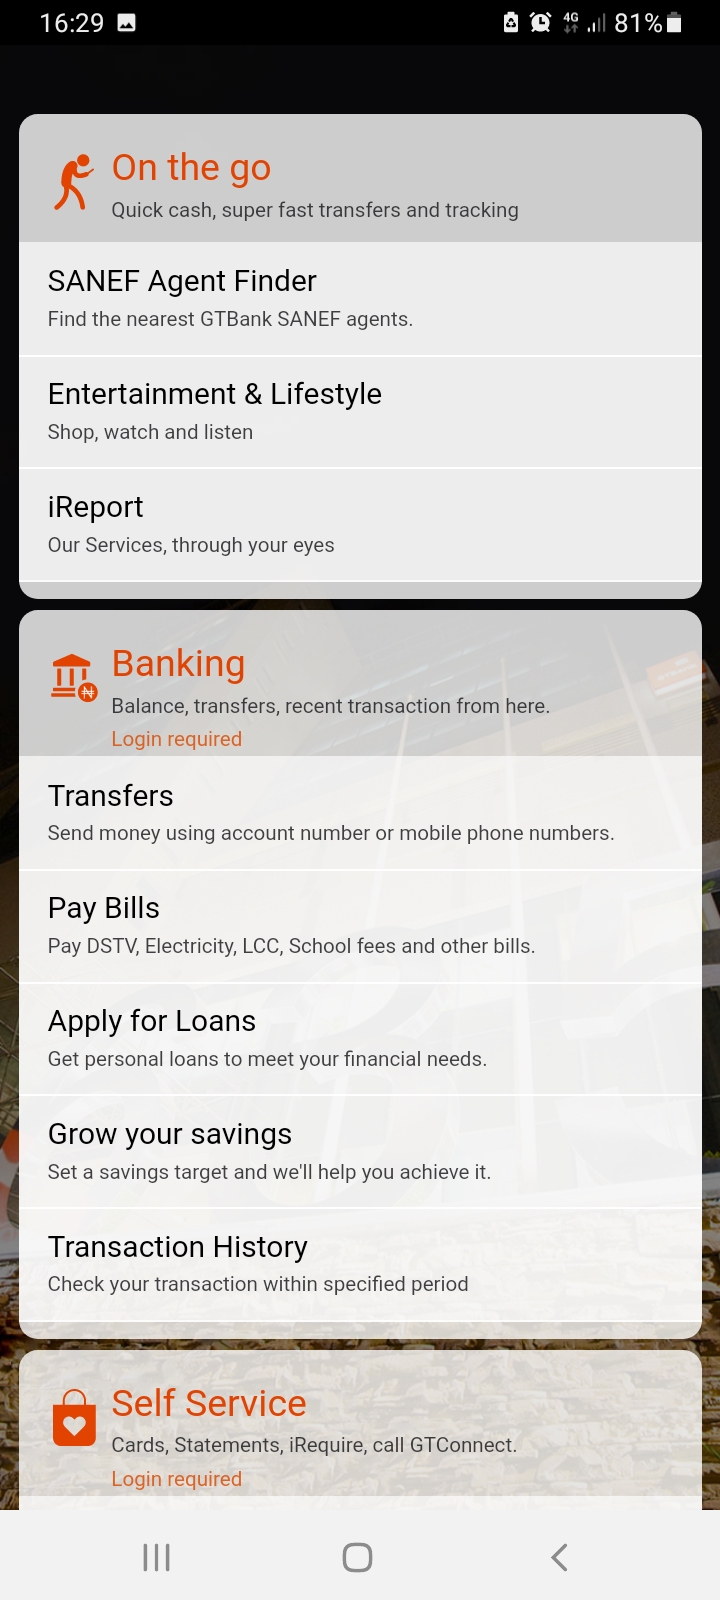 16:29
4G
81%
On the go
Quick cash, super fast transfers and tracking
SANEF Agent Finder
Find the nearest GTBank SANEF agents.
Entertainment & Lifestyle
Shop, watch and listen
iReport
Our Services, through your eyes
Banking
Balance, transfers, recent transaction from here.
₦
Login required
Transfers
Send money using account number or mobile phone numbers.
Pay Bills
Pay DSTV, Electricity, LCC, School fees and other bills.
Apply for Loans
Get personal loans to meet your financial needs.
Grow your savings
Set a savings target and we'll help you achieve it.
Transaction History
Check your transaction within specified period
Self Service
Cards, Statements, iRequire, call GTConnect.
Login required